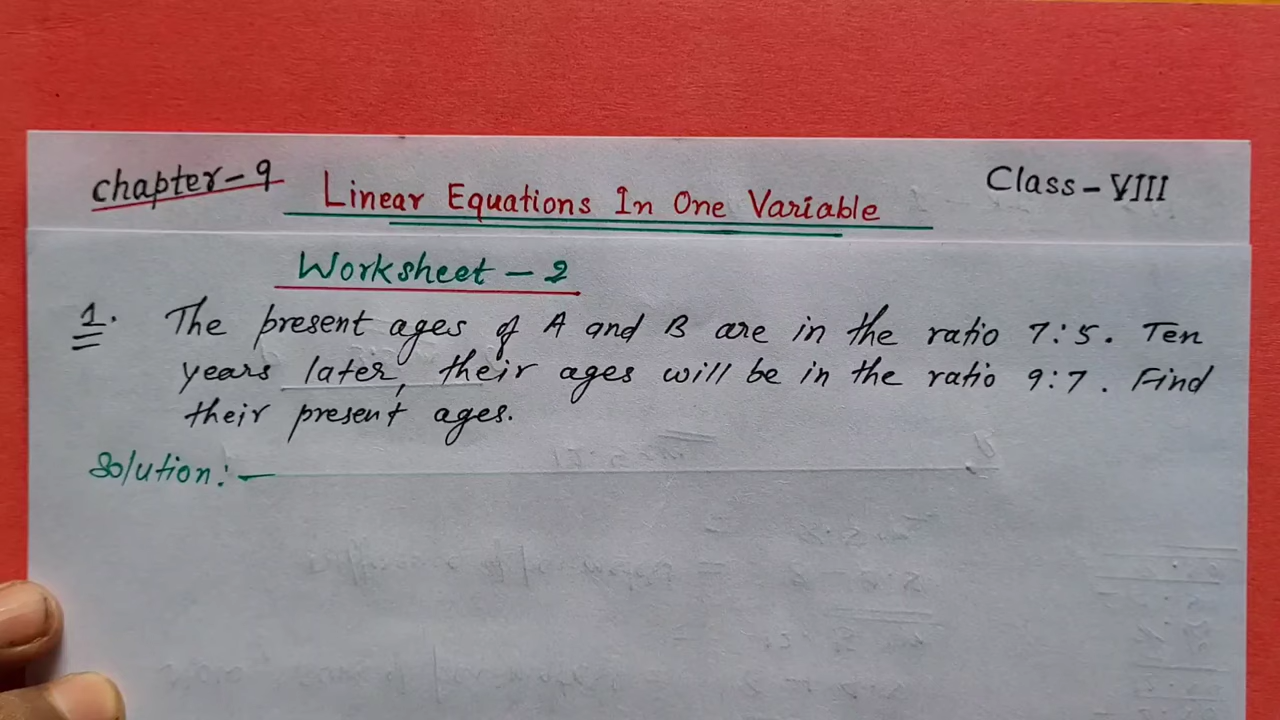 Chapter-9 Linear Equations In One Variable Class-VIII
Worksheet-2
1. The present ages of A and B are in the ratio 7:5. Ten
years later, their ages will be in the ratio 9:7. Find
their present ages.
Solution:-